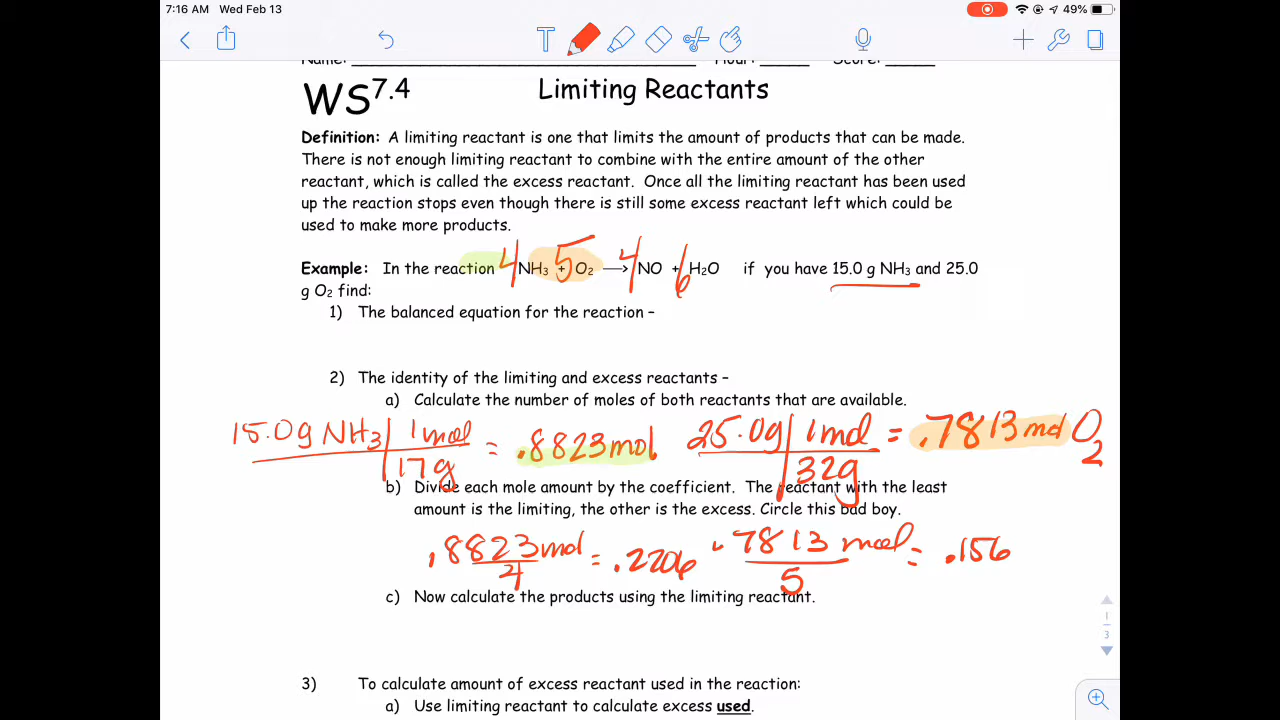 7:16 AM Wed Feb 13
49%
Name: Hour: Score:
WS7.4 Limiting Reactants
Definition: A limiting reactant is one that limits the amount of products that can be made.
There is not enough limiting reactant to combine with the entire amount of the other
reactant, which is called the excess reactant. Once all the limiting reactant has been used
up the reaction stops even though there is still some excess reactant left which could be
used to make more products.
Example: In the reaction 4 NH₃ + 5 O₂ → 4 NO + 6 H₂O if you have 15.0 g NH₃ and 25.0
g O₂ find:
1) The balanced equation for the reaction –
2) The identity of the limiting and excess reactants –
a) Calculate the number of moles of both reactants that are available.
15.0g NH₃ | 1 mol = .8823 mol 25.0g | 1 mol = .7813 mol O₂
17g 32g
b) Divide each mole amount by the coefficient. The reactant with the least
amount is the limiting, the other is the excess. Circle this bad boy.
.8823 mol = .2206 .7813 mol = .156
4 5
c) Now calculate the products using the limiting reactant.
3) To calculate amount of excess reactant used in the reaction:
a) Use limiting reactant to calculate excess used.
1
3